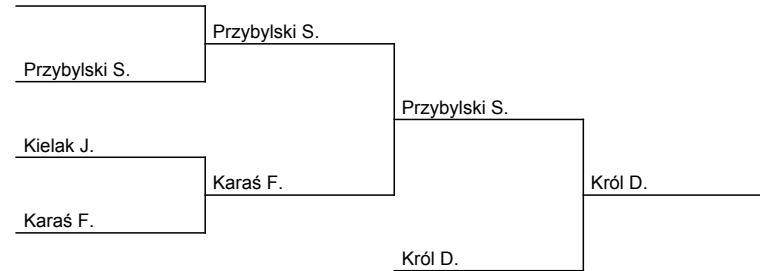 Przybylski S.
Przybylski S.
Przybylski S.
Kielak J.
Karaś F.
Król D.
Karaś F.
Król D.